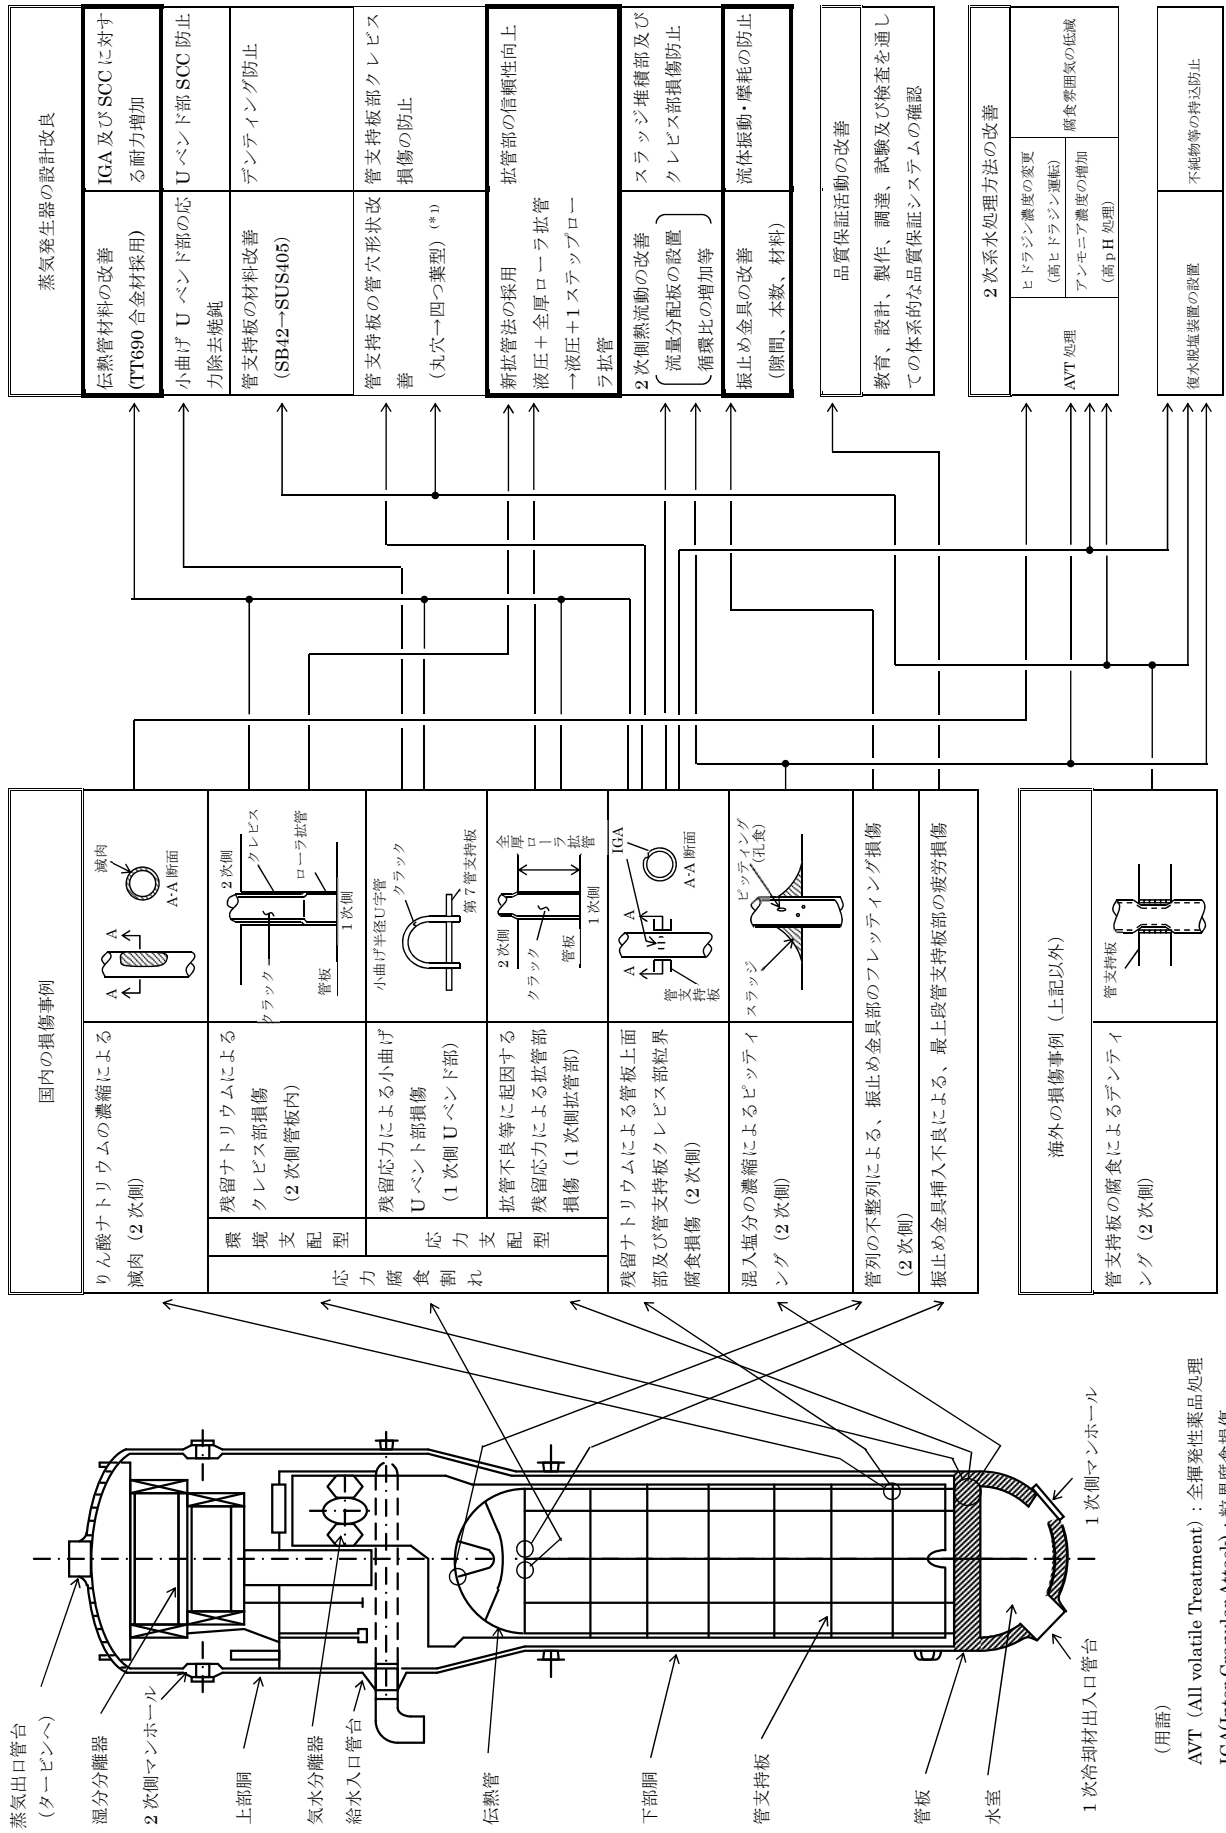 蒸気出口管台
（タービンへ）
湿分分離器
2 次側マンホール
上部胴
気水分離器
給水入口管台
伝熱管
下部胴
管支持板
管板
水室
1 次冷却材出入口管台
1 次側マンホール
（用語）
AVT（All volatile Treatment）：全揮発性薬品処理
国内の損傷事例
りん酸ナトリウムの濃縮による
減肉（2 次側）
減肉
A
A
A-A 断面
応力腐食割れ
環境支配型
残留ナトリウムによる
クレビス部損傷
（2 次側管板内）
2 次側
クレビス
ローラ拡管
クラック
管板
1 次側
応力支配型
残留応力による小曲げ
U ベント部損傷
（1 次側 U ベンド部）
小曲げ半径U字管
クラック
第 7 管支持板
拡管不良等に起因する
残留応力による拡管部
損傷（1 次側拡管部）
2 次側
全厚ローラ拡管
クラック
管板
1 次側
残留ナトリウムによる管板上面
部及び管支持板クレビス部粒界
腐食損傷（2 次側）
IGA
A
A
管支持板
A-A 断面
混入塩分の濃縮によるピッティ
ング（2 次側）
ピッティング
（孔食）
スラッジ
管列の不整列による、振止め金具部のフレッティング損傷
（2 次側）
振止め金具挿入不良による、最上段管支持板部の疲労損傷
海外の損傷事例（上記以外）
管支持板の腐食によるデンティ
ング（2 次側）
管支持板
蒸気発生器の設計改良
伝熱管材料の改善
(TT690 合金材採用)
IGA 及び SCC に対す
る耐力増加
小曲げ U ベンド部の応
力除去焼鈍
U ベンド部 SCC 防止
管支持板の材料改善
（SB42→SUS405）
デンティング防止
管支持板の管穴形状改
善
（丸穴→四つ葉型）(*1)
管支持板部クレビス
損傷の防止
新拡管法の採用
液圧＋全厚ローラ拡管
→液圧＋1 ステップロー
ラ拡管
拡管部の信頼性向上
2 次側熱流動の改善
流量分配板の設置
循環比の増加等
スラッジ堆積部及び
クレビス部損傷防止
振止め金具の改善
（隙間、本数、材料）
流体振動・摩耗の防止
品質保証活動の改善
教育、設計、製作、調達、試験及び検査を通し
ての体系的な品質保証システムの確認
2 次系水処理方法の改善
AVT 処理
ヒドラジン濃度の変更
（高ヒドラジン運転）
アンモニア濃度の増加
（高ｐＨ 処理）
腐食雰囲気の低減
復水脱塩装置の設置
不純物等の持込防止